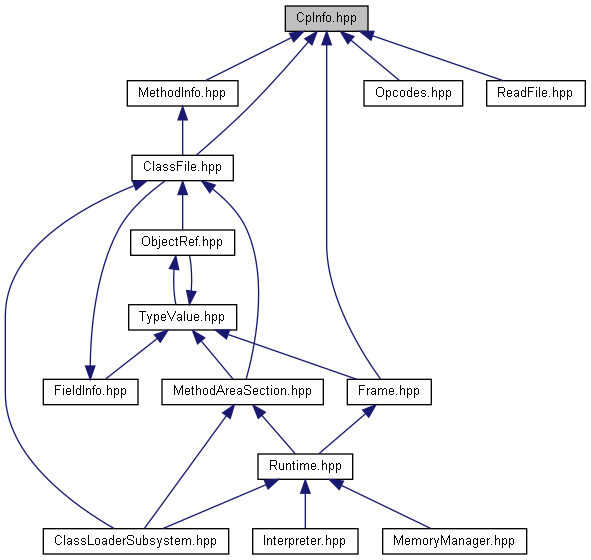 CpInfo.hpp
MethodInfo.hpp
Opcodes.hpp
ReadFile.hpp
ClassFile.hpp
ObjectRef.hpp
TypeValue.hpp
FieldInfo.hpp
MethodAreaSection.hpp
Frame.hpp
Runtime.hpp
ClassLoaderSubsystem.hpp
Interpreter.hpp
MemoryManager.hpp